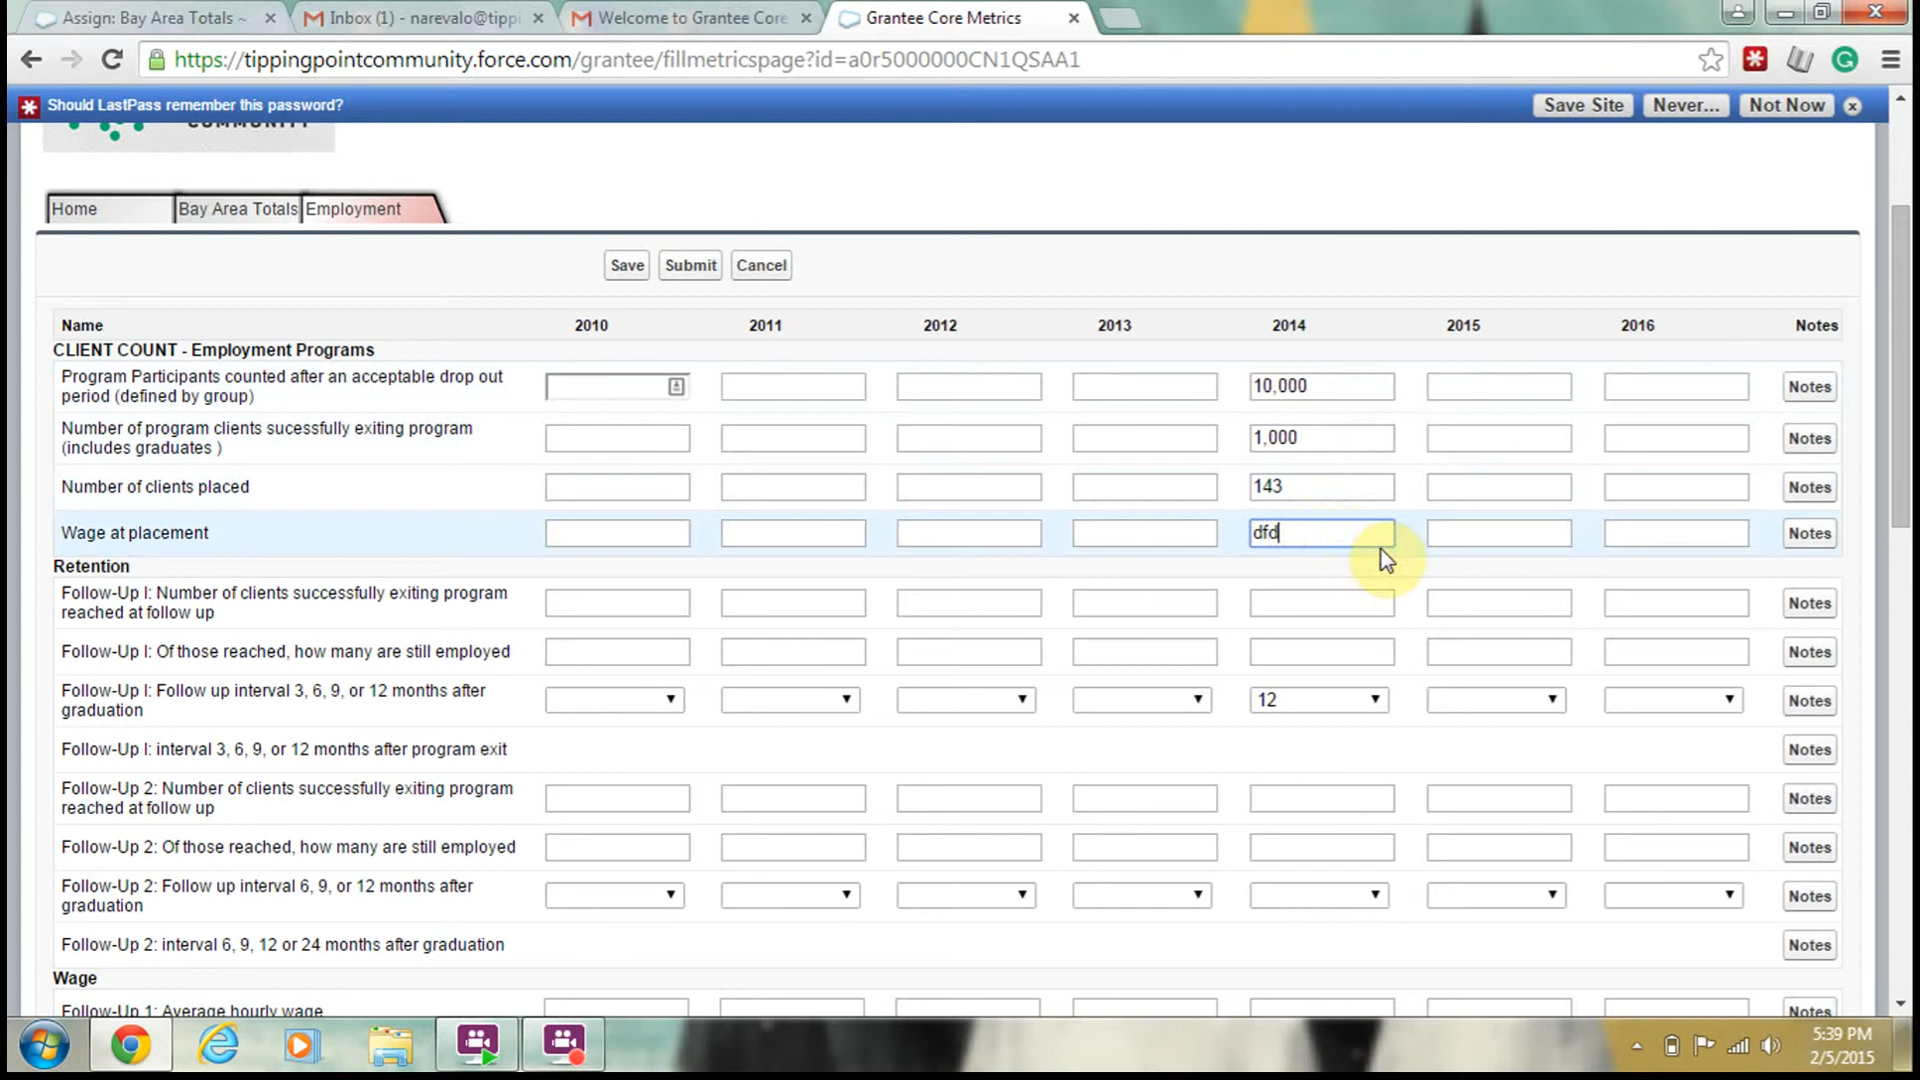 Assign: Bay Area Totals ~
Inbox (1) - narevalo@tippi
Welcome to Grantee Core
Grantee Core Metrics
https://tippingpointcommunity.force.com/grantee/fillmetricspage?id=a0r5000000CN1QSAA1
Should LastPass remember this password?
Save Site
Never...
Not Now
COMMUNITY
Home
Bay Area Totals
Employment
Save
Submit
Cancel
Name 2010 2011 2012 2013 2014 2015 2016 Notes
CLIENT COUNT - Employment Programs
Program Participants counted after an acceptable drop out
period (defined by group)
10,000
Notes
Number of program clients sucessfully exiting program
(includes graduates )
1,000
Notes
Number of clients placed 143 Notes
Wage at placement dfd Notes
Retention
Follow-Up I: Number of clients successfully exiting program
reached at follow up
Notes
Follow-Up I: Of those reached, how many are still employed Notes
Follow-Up I: Follow up interval 3, 6, 9, or 12 months after
graduation
12
Notes
Follow-Up I: interval 3, 6, 9, or 12 months after program exit Notes
Follow-Up 2: Number of clients successfully exiting program
reached at follow up
Notes
Follow-Up 2: Of those reached, how many are still employed Notes
Follow-Up 2: Follow up interval 6, 9, or 12 months after
graduation
Notes
Follow-Up 2: interval 6, 9, 12 or 24 months after graduation Notes
Wage
Follow-Up 1: Average hourly wage Notes
5:39 PM
2/5/2015